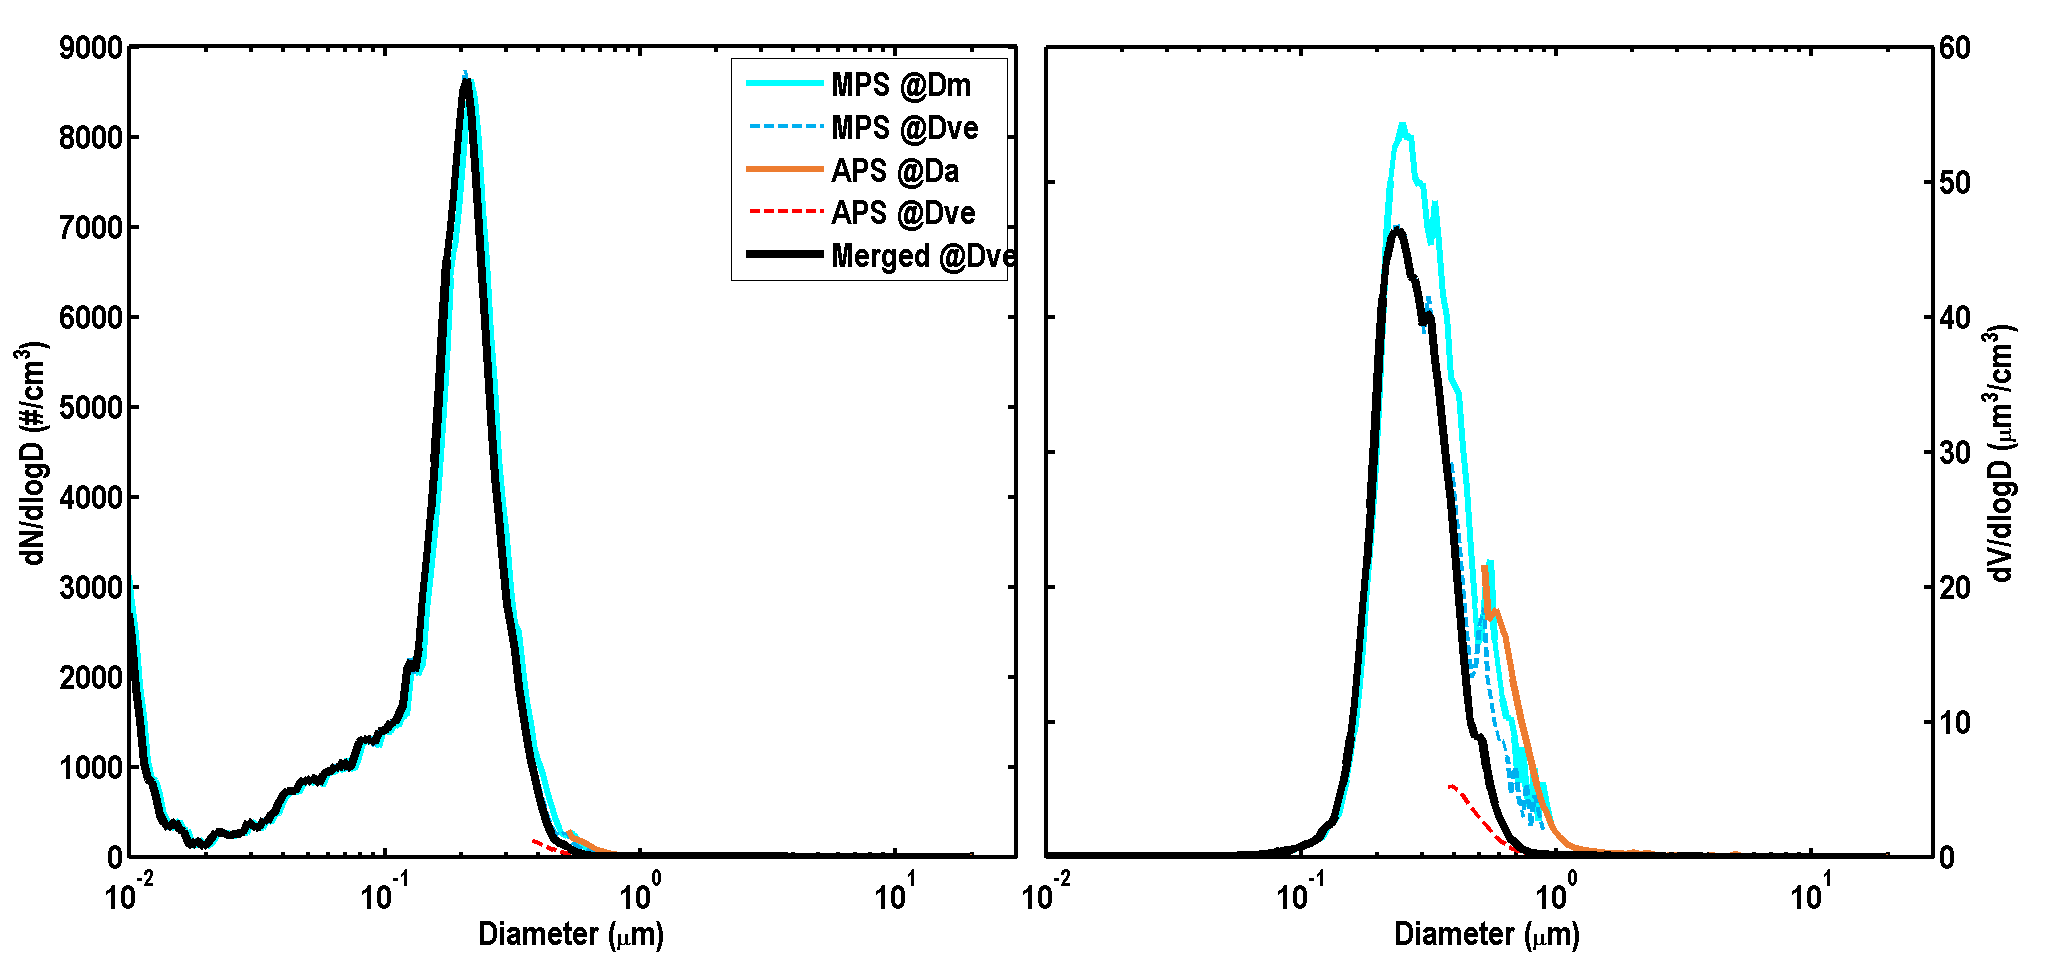 9000
8000
7000
6000
5000
4000
3000
2000
1000
0
dN/dlogD (#/cm³)
10⁻²
10⁻¹
10⁰
10¹
Diameter (μm)
MPS @Dm
MPS @Dve
APS @Da
APS @Dve
Merged @Dve
60
50
40
30
20
10
0
dV/dlogD (μm³/cm³)
10⁻²
10⁻¹
10⁰
10¹
Diameter (μm)